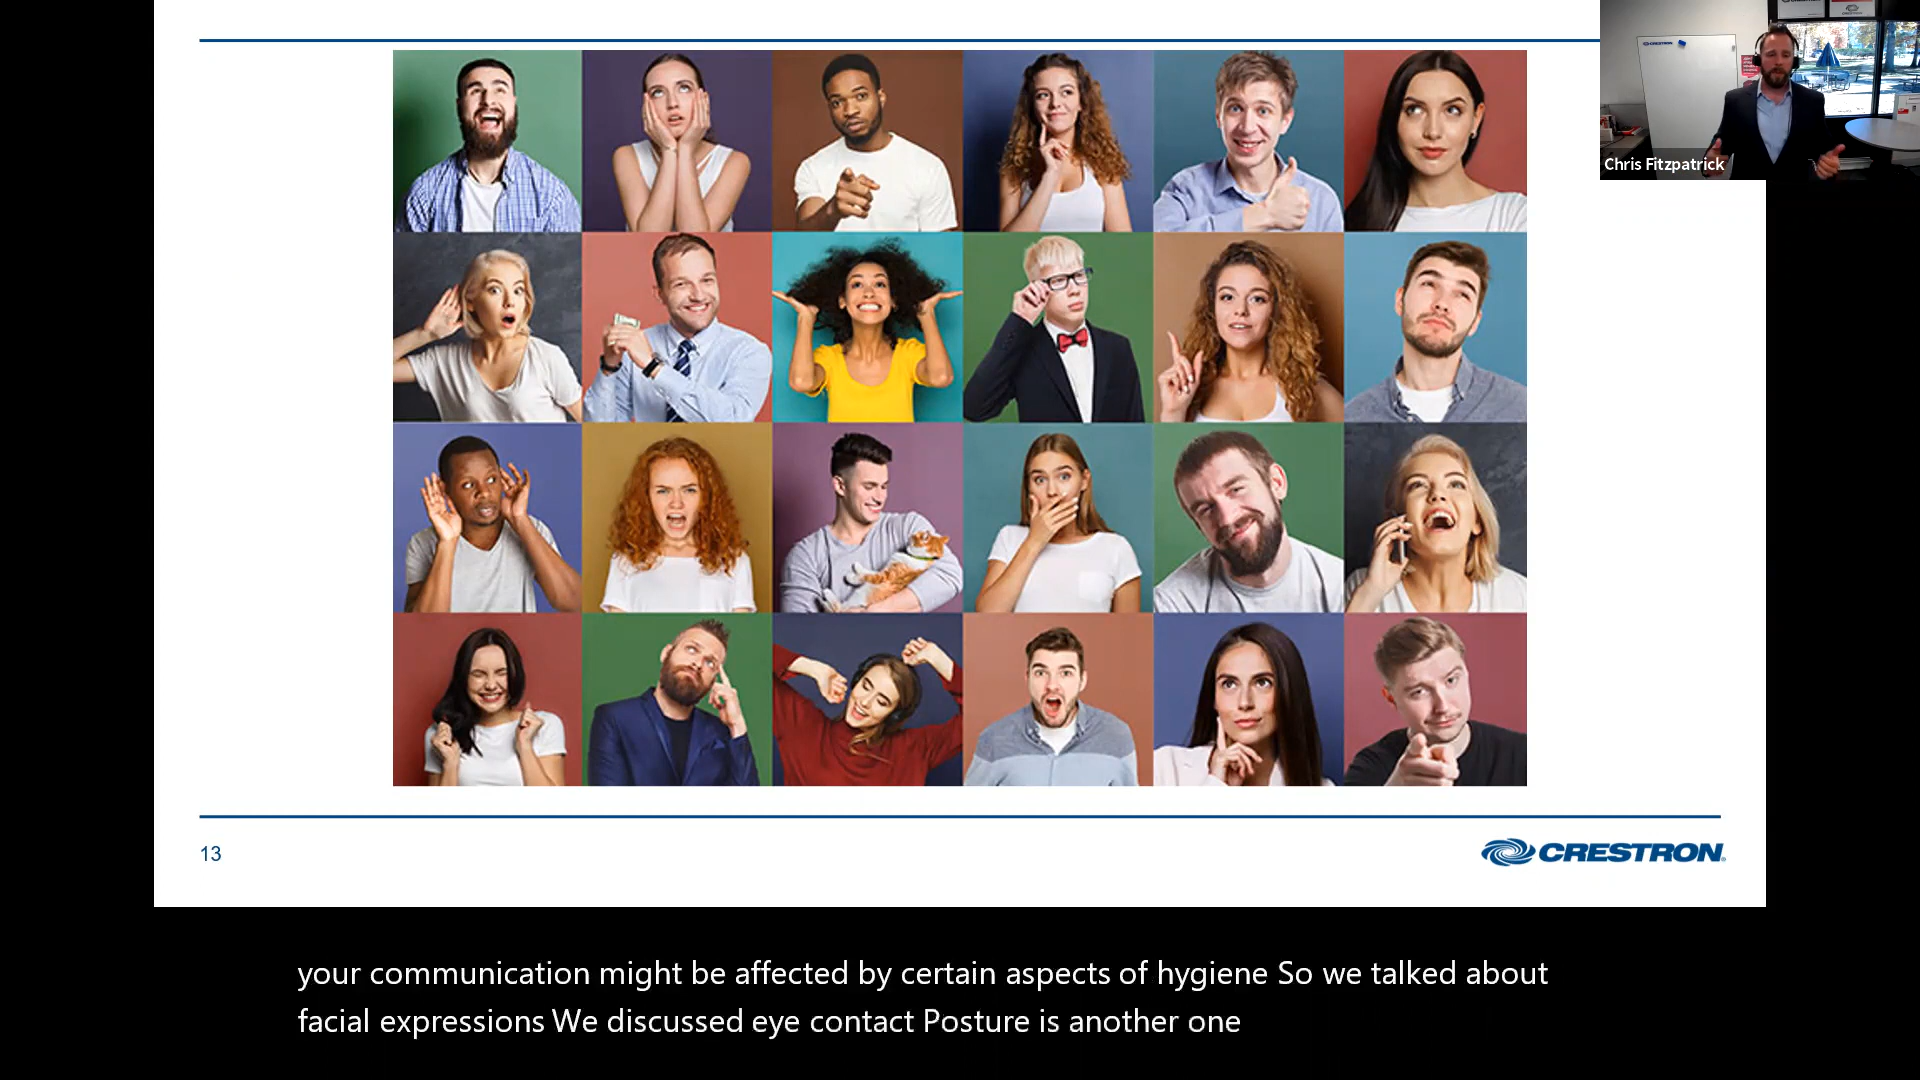 CRESTRON
Chris Fitzpatrick
13
CRESTRON
your communication might be affected by certain aspects of hygiene So we talked about
facial expressions We discussed eye contact Posture is another one